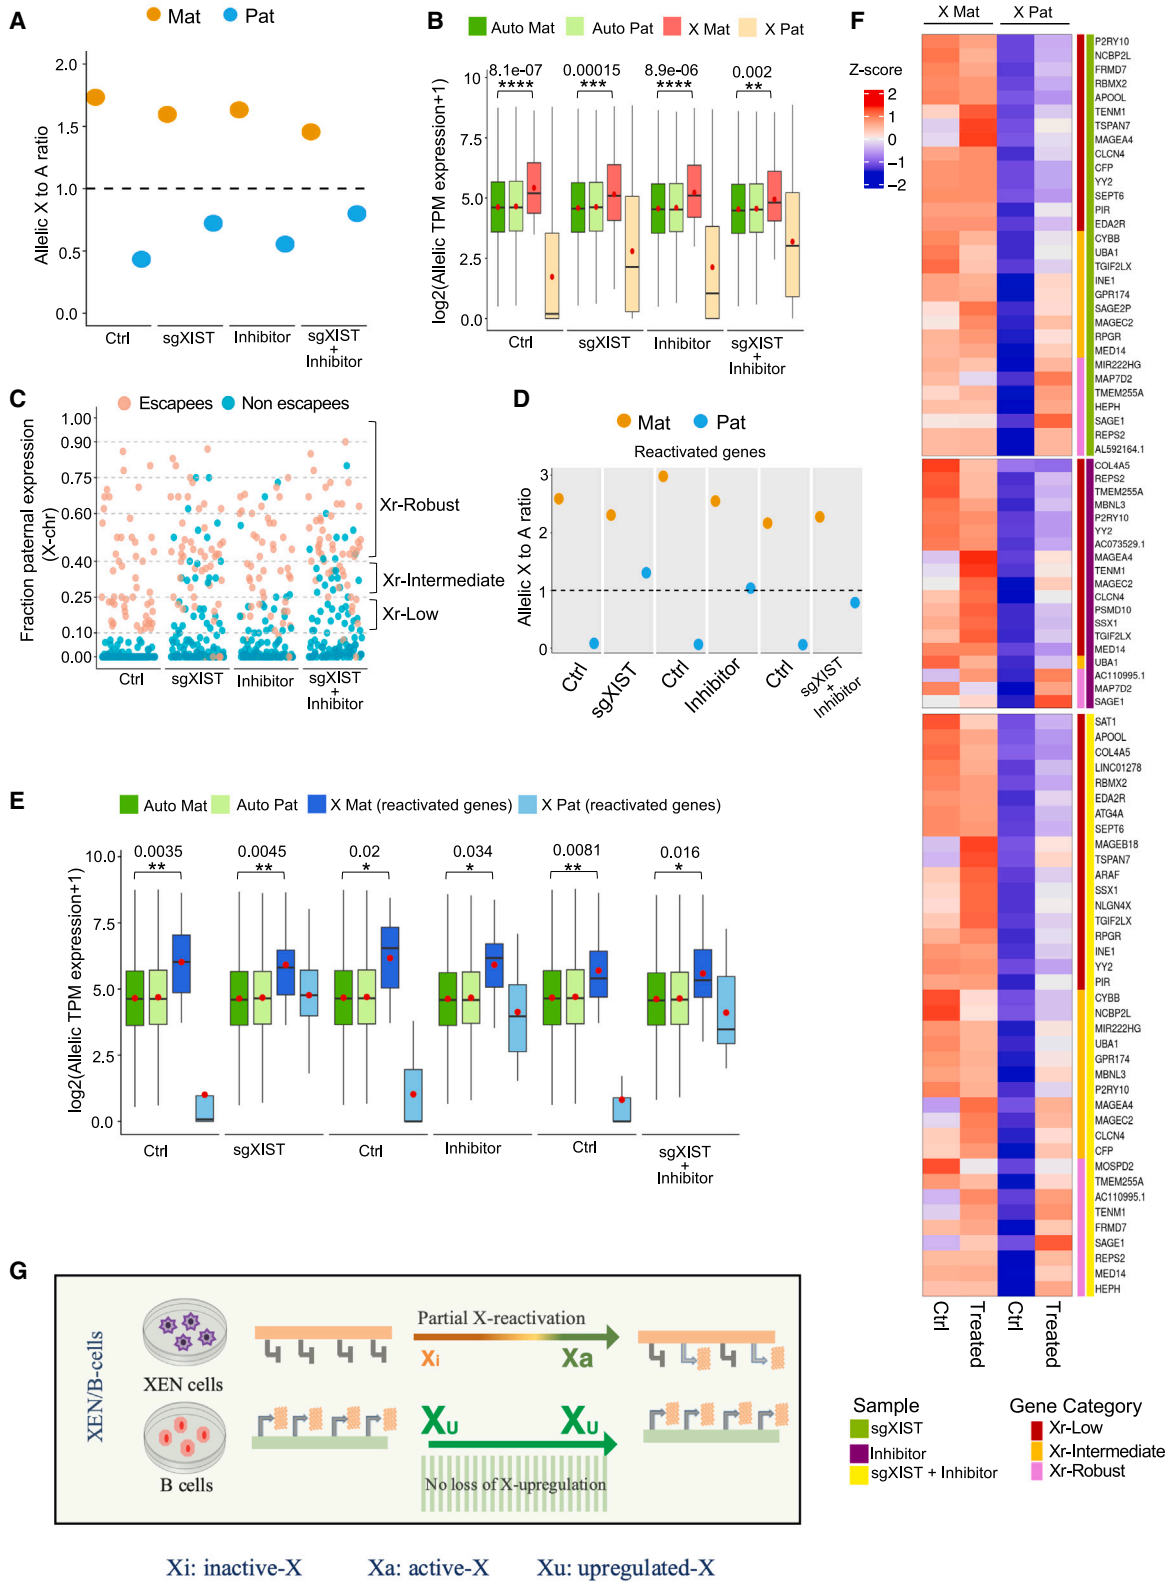 A
Mat Pat
Allelic X to A ratio
2.0
1.5
1.0
0.5
0.0
Ctrl sgXIST Inhibitor sgXIST + Inhibitor
B
Auto Mat Auto Pat X Mat X Pat
log2(Allelic TPM expression+1)
10
7.5
5.0
2.5
0.0
8.1e-07 0.00015 8.9e-06 0.002
**** *** **** **
Ctrl sgXIST Inhibitor sgXIST + Inhibitor
C
Escapees Non escapees
Fraction paternal expression (X-chr)
1.00
0.90
0.75
0.60
0.40
0.25
0.10
0.00
Xr-Robust
Xr-Intermediate
Xr-Low
Ctrl sgXIST Inhibitor sgXIST + Inhibitor
D
Mat Pat
Reactivated genes
Allelic X to A ratio
3
2
1
0
Ctrl sgXIST Ctrl Inhibitor Ctrl sgXIST + Inhibitor
E
Auto Mat Auto Pat X Mat (reactivated genes) X Pat (reactivated genes)
log2(Allelic TPM expression+1)
10.0
7.5
5.0
2.5
0.0
0.0035 0.0045 0.02 0.034 0.0081 0.016
** ** * * ** *
Ctrl sgXIST Ctrl Inhibitor Ctrl sgXIST + Inhibitor
F
X Mat X Pat
Z-score
2
1
0
−1
−2
P2RY10
NCBP2L
FRMD7
RBMX2
APOOL
TENM1
TSPAN7
MAGEA4
CLCN4
CFP
YY2
SEPT6
PIR
EDA2R
CYBB
UBA1
TGIF2LX
INE1
GPR174
SAGE2P
MAGEC2
RPGR
MED14
MIR222HG
MAP7D2
TMEM255A
HEPH
SAGE1
REPS2
AL592164.1
COL4A5
REPS2
TMEM255A
MBNL3
P2RY10
YY2
AC073529.1
MAGEA4
TENM1
MAGEC2
CLCN4
PSMD10
SSX1
TGIF2LX
MED14
UBA1
AC110995.1
MAP7D2
SAGE1
SAT1
APOOL
COL4A5
LINC01278
RBMX2
EDA2R
ATG4A
SEPT6
MAGEB18
TSPAN7
ARAF
SSX1
NLGN4X
TGIF2LX
RPGR
INE1
YY2
PIR
CYBB
NCBP2L
MIR222HG
UBA1
GPR174
MBNL3
P2RY10
MAGEA4
MAGEC2
CLCN4
CFP
MOSPD2
TMEM255A
AC110995.1
TENM1
FRMD7
SAGE1
REPS2
MED14
HEPH
Ctrl Treated Ctrl Treated
Sample
sgXIST
Inhibitor
sgXIST + Inhibitor
Gene Category
Xr-Low
Xr-Intermediate
Xr-Robust
G
XEN/B-cells
XEN cells
B cells
Partial X-reactivation
Xi Xa
XU XU
No loss of X-upregulation
Xi: inactive-X Xa: active-X Xu: upregulated-X